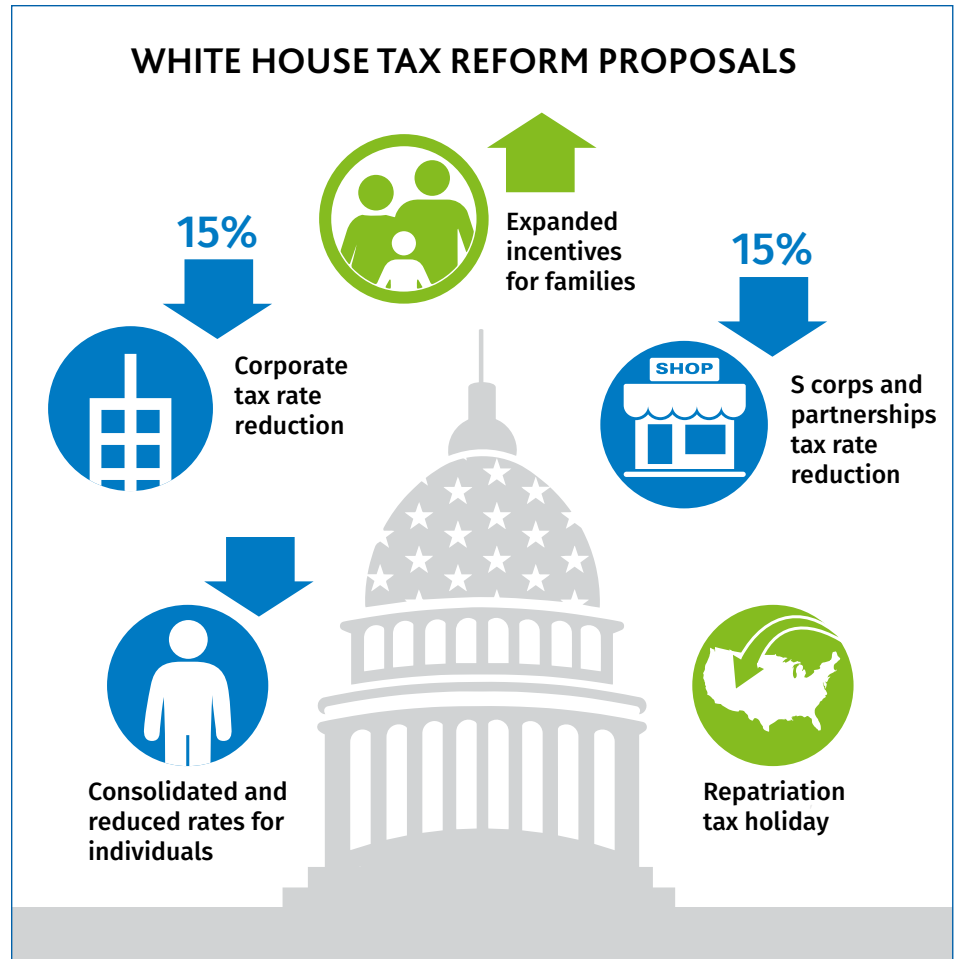 WHITE HOUSE TAX REFORM PROPOSALS
Expanded
incentives
for families
15%
Corporate
tax rate
reduction
15%
SHOP
S corps and
partnerships
tax rate
reduction
Consolidated and
reduced rates for
individuals
Repatriation
tax holiday